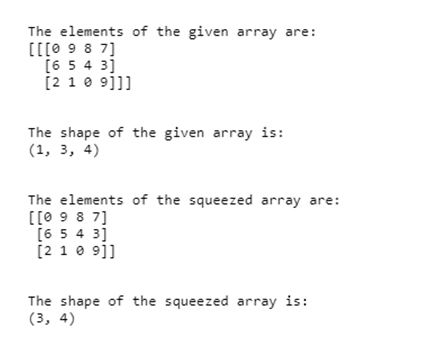 The elements of the given array are:
[[[0 9 8 7]
[6 5 4 3]
[2 1 0 9]]]
The shape of the given array is:
(1, 3, 4)
The elements of the squeezed array are:
[[0 9 8 7]
[6 5 4 3]
[2 1 0 9]]
The shape of the squeezed array is:
(3, 4)